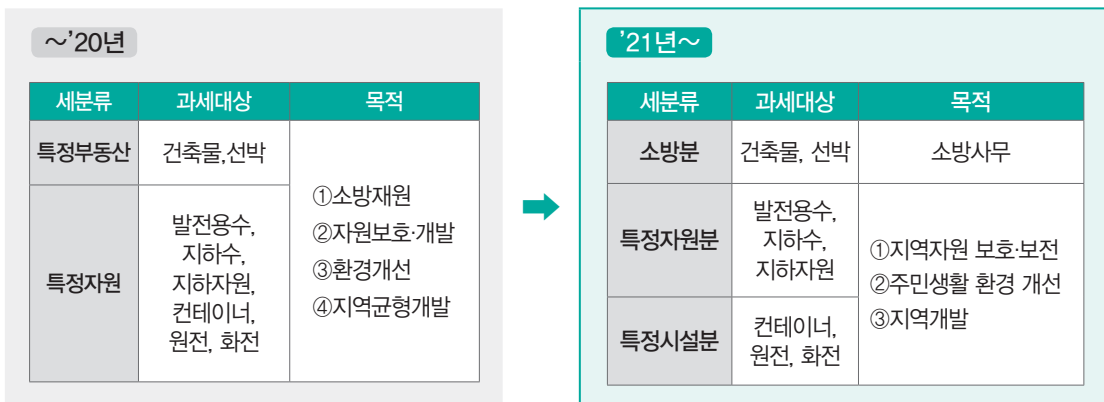 ~’20년
세분류 과세대상 목적
특정부동산 건축물,선박
특정자원
발전용수,
지하수,
지하자원,
컨테이너,
원전, 화전
①소방재원
②자원보호·개발
③환경개선
④지역균형개발
’21년~
세분류 과세대상 목적
소방분 건축물, 선박 소방사무
특정자원분
발전용수,
지하수,
지하자원
특정시설분
컨테이너,
원전, 화전
①지역자원 보호·보전
②주민생활 환경 개선
③지역개발